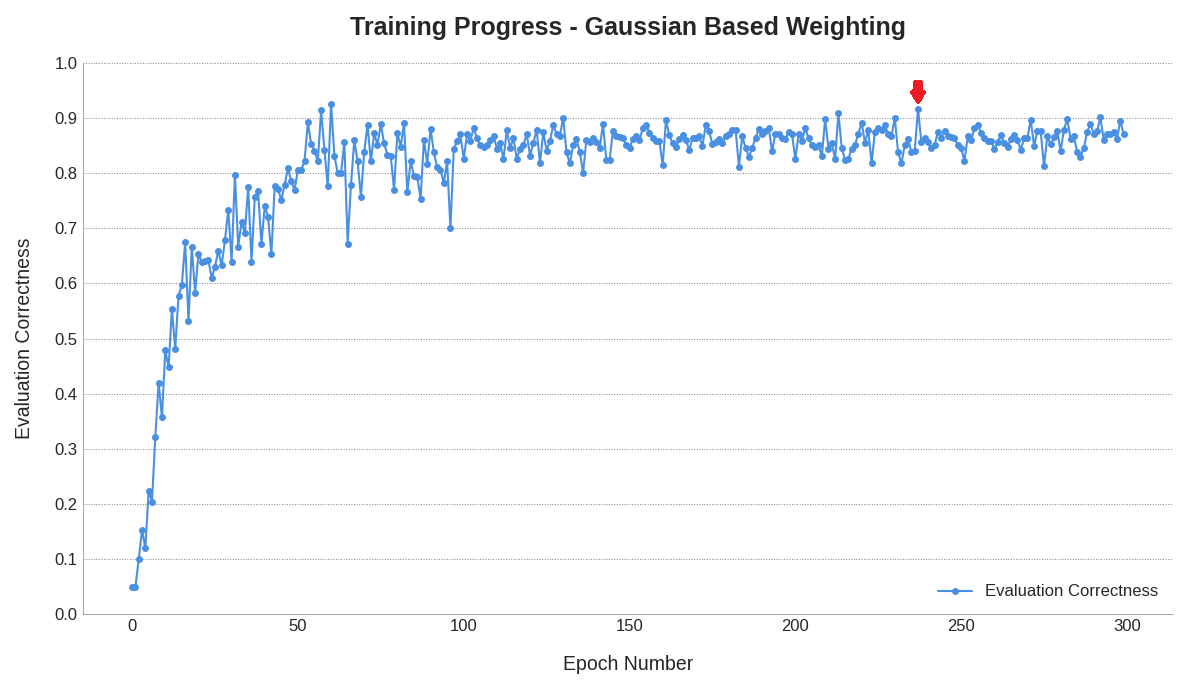 Training Progress - Gaussian Based Weighting
1.0
0.9
0.8
0.7
0.6
0.5
0.4
0.3
0.2
0.1
0.0
Evaluation Correctness
Evaluation Correctness
0 50 100 150 200 250 300
Epoch Number